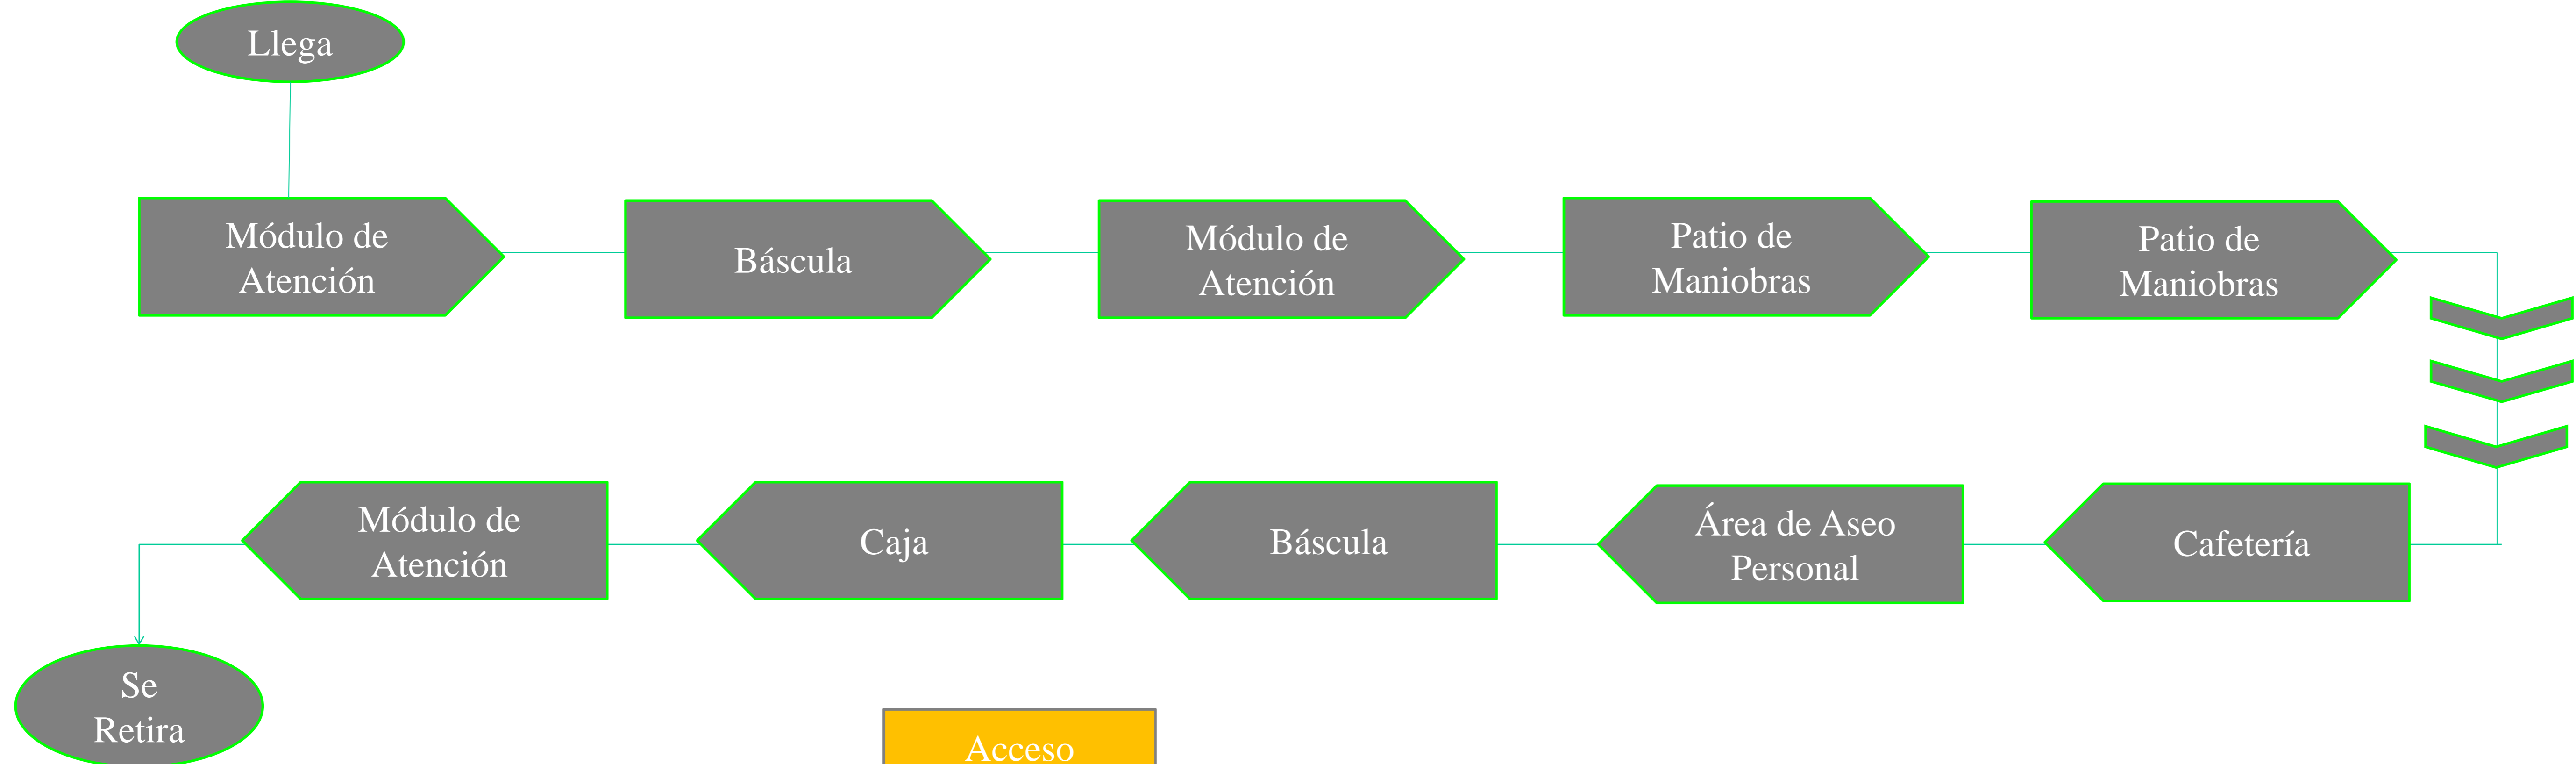 Llega
Módulo de
Atención
Báscula
Módulo de
Atención
Patio de
Maniobras
Patio de
Maniobras
Módulo de
Atención
Caja
Báscula
Área de Aseo
Personal
Cafetería
Se
Retira
Acceso